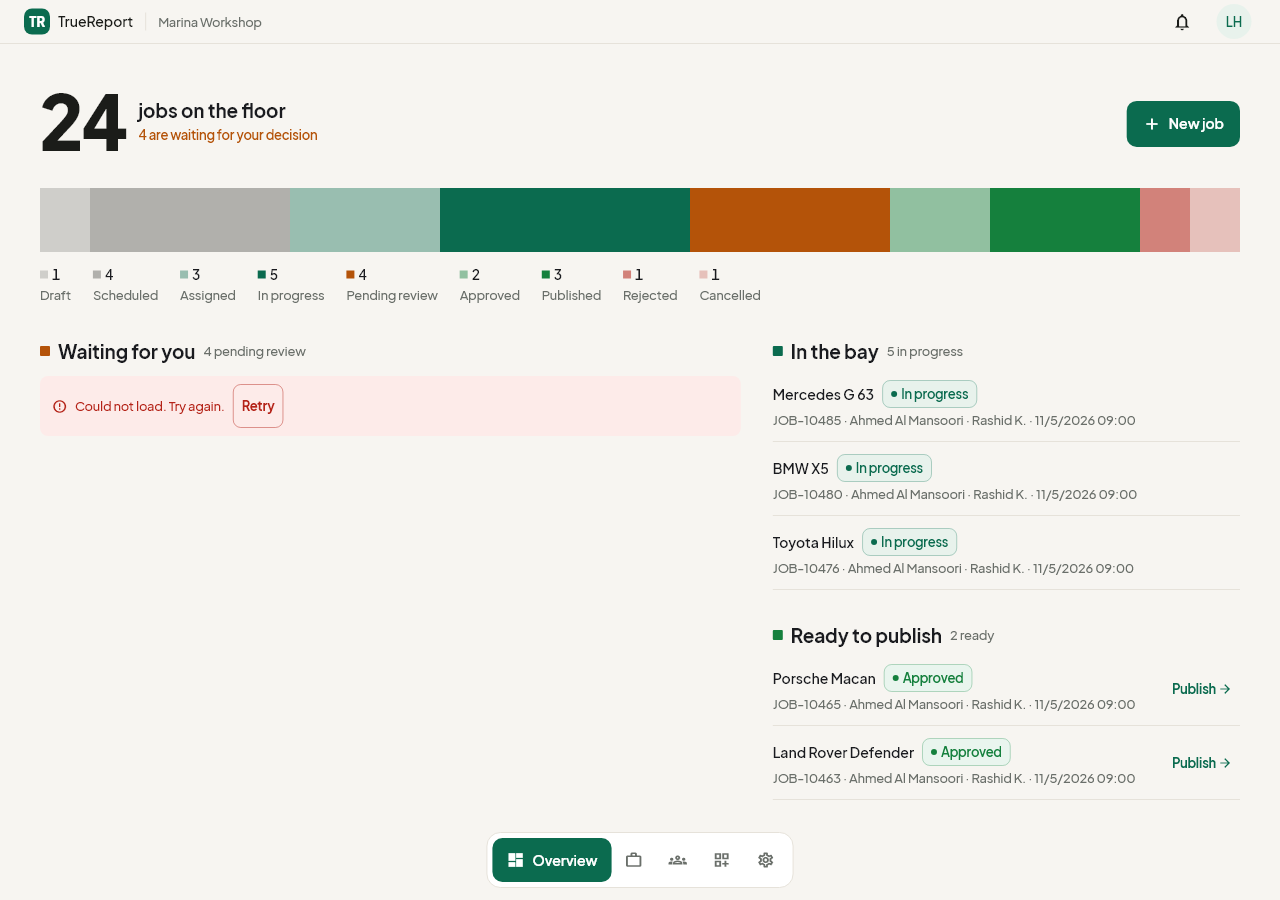 TR TrueReport Marina Workshop LH
24 jobs on the floor
4 are waiting for your decision
+ New job
1 4 3 5 4 2 3 1 1
Draft Scheduled Assigned In progress Pending review Approved Published Rejected Cancelled
Waiting for you 4 pending review
Could not load. Try again. Retry
In the bay 5 in progress
Mercedes G 63 In progress
JOB-10485 · Ahmed Al Mansoori · Rashid K. · 11/5/2026 09:00
BMW X5 In progress
JOB-10480 · Ahmed Al Mansoori · Rashid K. · 11/5/2026 09:00
Toyota Hilux In progress
JOB-10476 · Ahmed Al Mansoori · Rashid K. · 11/5/2026 09:00
Ready to publish 2 ready
Porsche Macan Approved
JOB-10465 · Ahmed Al Mansoori · Rashid K. · 11/5/2026 09:00
Publish →
Land Rover Defender Approved
JOB-10463 · Ahmed Al Mansoori · Rashid K. · 11/5/2026 09:00
Publish →
Overview